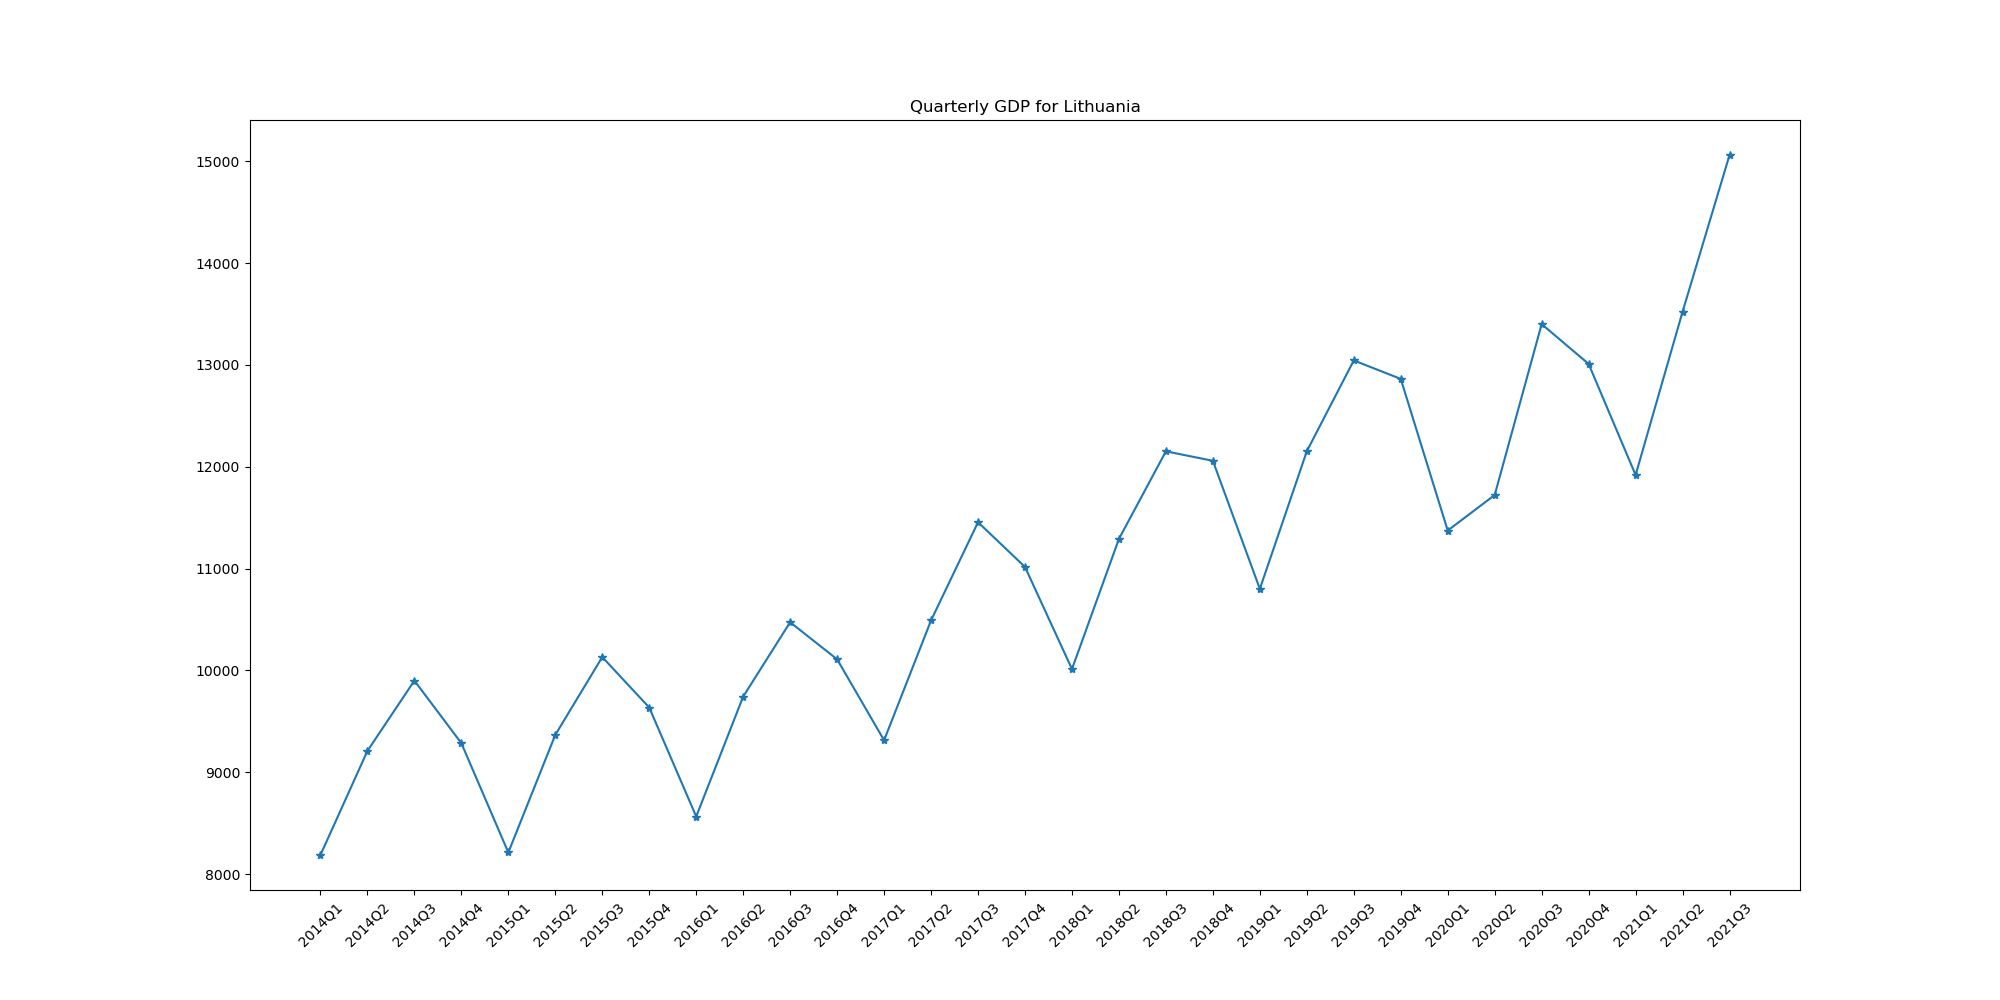 Quarterly GDP for Lithuania
15000
14000
13000
12000
11000
10000
9000
8000
2014Q1
2014Q2
2014Q3
2014Q4
2015Q1
2015Q2
2015Q3
2015Q4
2016Q1
2016Q2
2016Q3
2016Q4
2017Q1
2017Q2
2017Q3
2017Q4
2018Q1
2018Q2
2018Q3
2018Q4
2019Q1
2019Q2
2019Q3
2019Q4
2020Q1
2020Q2
2020Q3
2020Q4
2021Q1
2021Q2
2021Q3